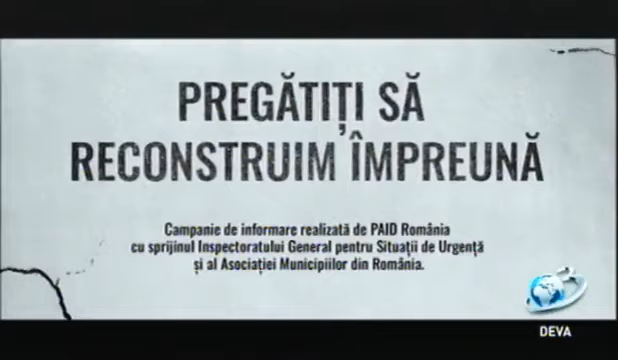 PREGĂTIȚI SĂ
RECONSTRUIM ÎMPREUNĂ
Campanie de informare realizată de PAID România
cu sprijinul Inspectoratului General pentru Situații de Urgență
și al Asociației Municipiilor din România.
DEVA